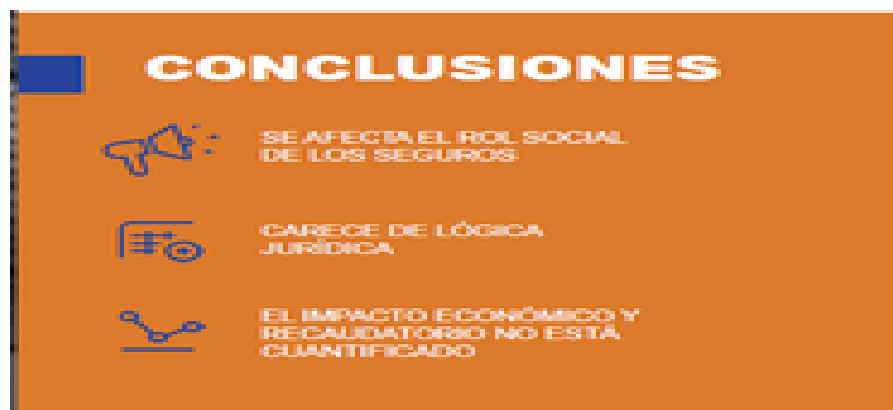 CONCLUSIONES
SE AFECTA EL ROL SOCIAL
DE LOS SEGUROS
CARECE DE LÓGICA
JURÍDICA
EL IMPACTO ECONÓMICO Y
RECAUDATORIO NO ESTÁ
CUANTIFICADO